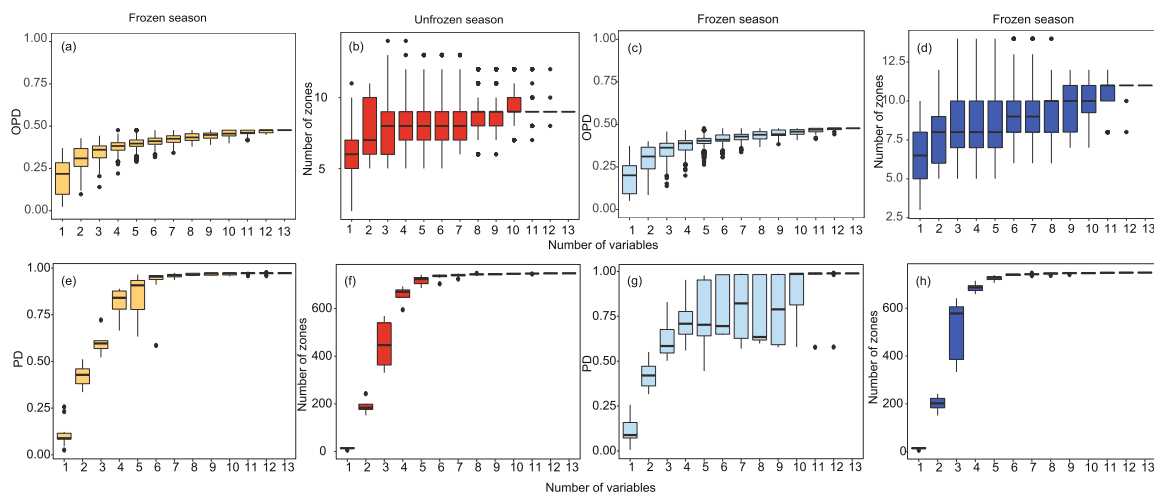 Frozen season
Unfrozen season
Frozen season
Frozen season
(a)
OPD
1.00
0.75
0.50
0.25
0.00
1 2 3 4 5 6 7 8 9 10 11 12 13
(b)
Number of zones
10
5
1 2 3 4 5 6 7 8 9 10 11 12 13
(c)
OPD
1.00
0.75
0.50
0.25
0.00
1 2 3 4 5 6 7 8 9 10 11 12 13
(d)
Number of zones
12.5
10.0
7.5
5.0
2.5
1 2 3 4 5 6 7 8 9 10 11 12 13
Number of variables
(e)
PD
1.00
0.75
0.50
0.25
0.00
1 2 3 4 5 6 7 8 9 10 11 12 13
(f)
Number of zones
600
400
200
0
1 2 3 4 5 6 7 8 9 10 11 12 13
(g)
PD
1.00
0.75
0.50
0.25
0.00
1 2 3 4 5 6 7 8 9 10 11 12 13
(h)
Number of zones
600
400
200
0
1 2 3 4 5 6 7 8 9 10 11 12 13
Number of variables